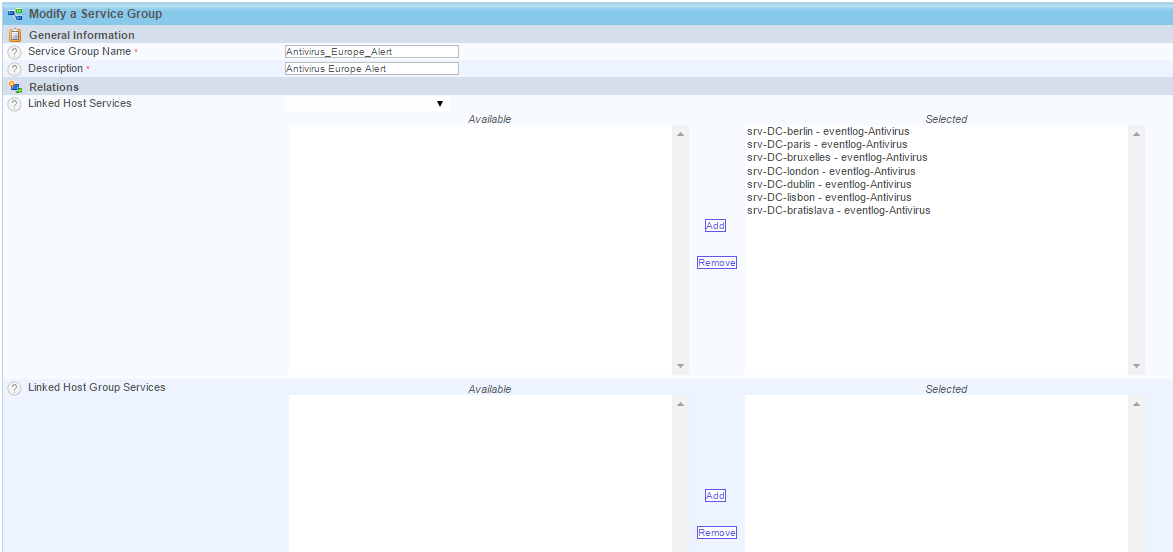 Modify a Service Group
General Information
? Service Group Name * Antivirus_Europe_Alert
? Description * Antivirus Europe Alert
Relations
? Linked Host Services
Available Selected
srv-DC-berlin - eventlog-Antivirus
srv-DC-paris - eventlog-Antivirus
srv-DC-bruxelles - eventlog-Antivirus
srv-DC-london - eventlog-Antivirus
srv-DC-dublin - eventlog-Antivirus
srv-DC-lisbon - eventlog-Antivirus
srv-DC-bratislava - eventlog-Antivirus
Add
Remove
? Linked Host Group Services Available Selected
Add
Remove